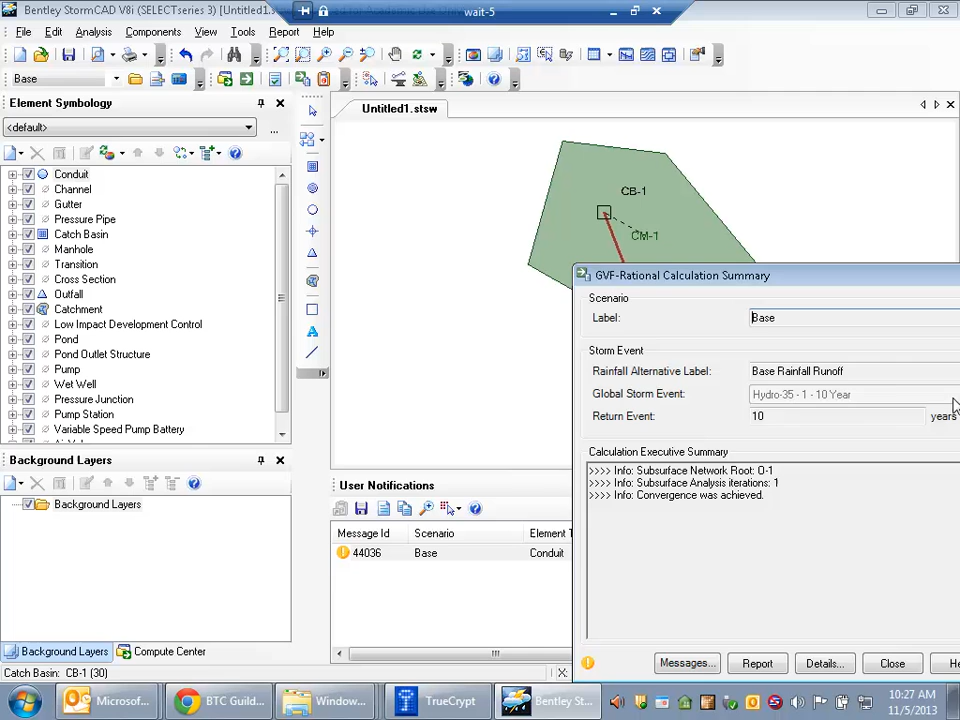 Bentley StormCAD V8i (SELECTseries 3) [Untitled1.
wait-5
File Edit Analysis Components View Tools Report Help
Base
Element Symbology
<default>
...
Conduit
Channel
Gutter
Pressure Pipe
Catch Basin
Manhole
Transition
Cross Section
Outfall
Catchment
Low Impact Development Control
Pond
Pond Outlet Structure
Pump
Wet Well
Pressure Junction
Pump Station
Variable Speed Pump Battery
Background Layers
Background Layers
Background Layers
Compute Center
Catch Basin: CB-1 (30)
Untitled1.stsw
CB-1
CM-1
User Notifications
Message Id Scenario Element T
44036 Base Conduit
GVF-Rational Calculation Summary
Scenario
Label: Base
Storm Event
Rainfall Alternative Label: Base Rainfall Runoff
Global Storm Event: Hydro-35 - 1 - 10 Year
Return Event: 10 years
Calculation Executive Summary
>>>> Info: Subsurface Network Root: O-1
>>>> Info: Subsurface Analysis iterations: 1
>>>> Info: Convergence was achieved.
Messages... Report Details... Close He
Microsoft... BTC Guild... Window... TrueCrypt Bentley St...
10:27 AM
11/5/2013